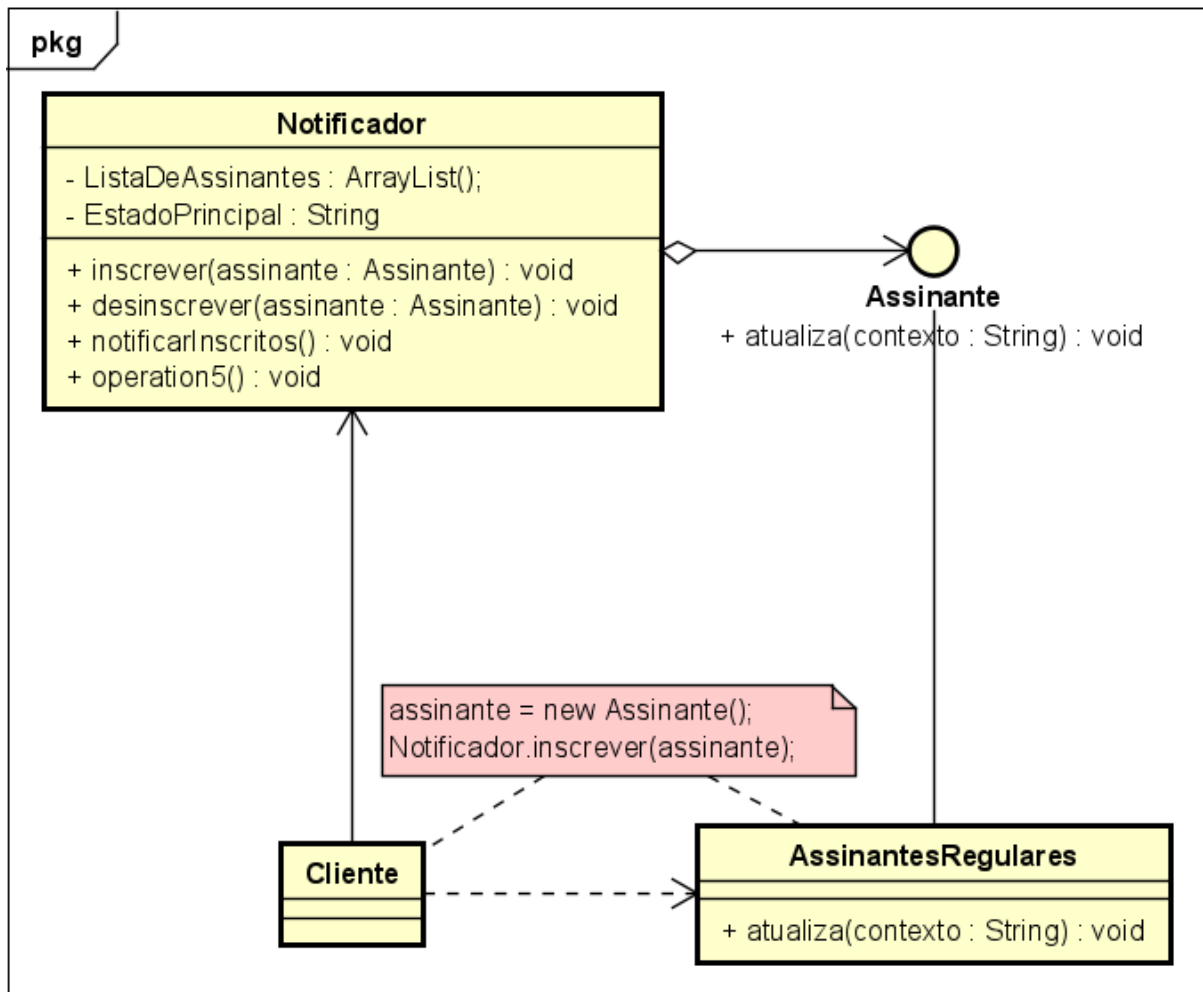 pkg
Notificador
- ListaDeAssinantes : ArrayList();
- EstadoPrincipal : String
+ inscrever(assinante : Assinante) : void
+ desinscrever(assinante : Assinante) : void
+ notificarInscritos() : void
+ operation5() : void
Assinante
+ atualiza(contexto : String) : void
assinante = new Assinante();
Notificador.inscrever(assinante);
Cliente
AssinantesRegulares
+ atualiza(contexto : String) : void